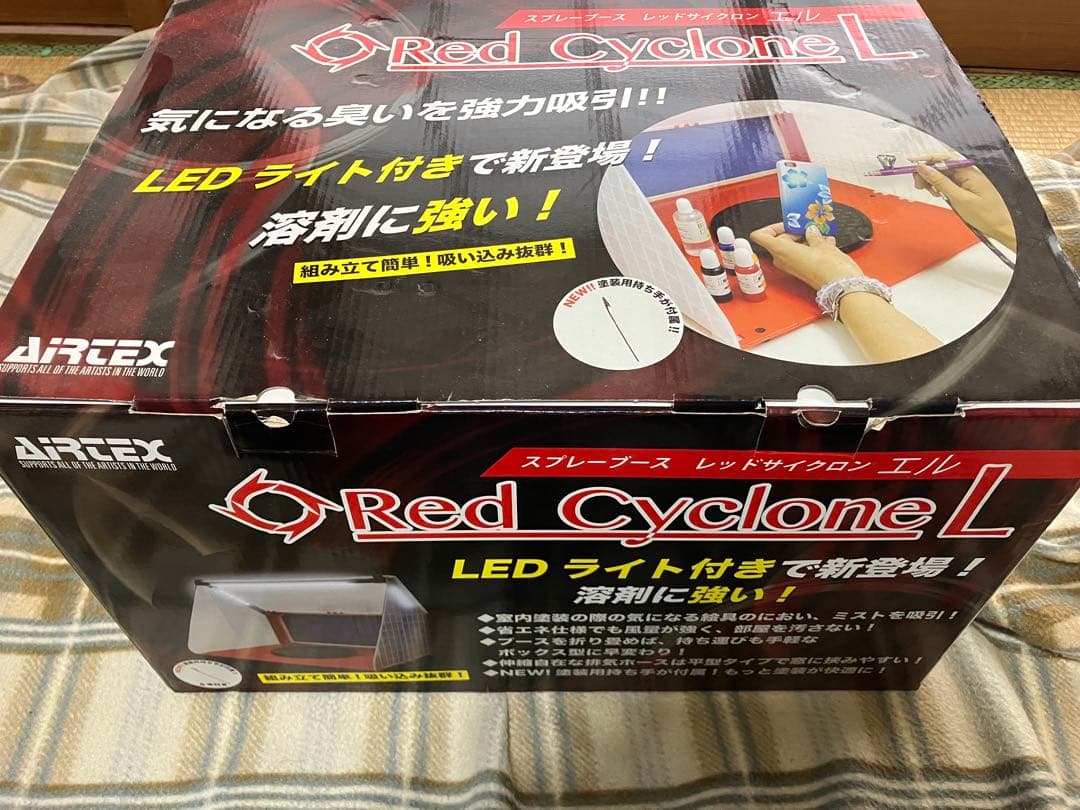 スプレーブース レッドサイクロン エル
Red Cyclone L
気になる臭いを強力吸引!!
LED ライト付きで新登場！
溶剤に強い！
組み立て簡単！吸い込み抜群！
NEW!! 塗装用持ち手が付属!!
AIRTEX
SUPPORTS ALL OF THE ARTISTS IN THE WORLD
AIRTEX
SUPPORTS ALL OF THE ARTISTS IN THE WORLD
スプレーブース レッドサイクロン エル
Red Cyclone L
LED ライト付きで新登場！
溶剤に強い！
◆室内塗装の際の気になる絵具のにおい、ミストを吸引！
◆省エネ仕様でも風量が強く、部屋を汚さない！
◆ブースを折り畳めば、持ち運びも手軽な
ボックス型に早変わり！
◆伸縮自在な排気ホースは平型タイプで窓に挟みやすい！
◆NEW! 塗装用持ち手が付属！もっと塗装が快適に！
組み立て簡単！吸い込み抜群！